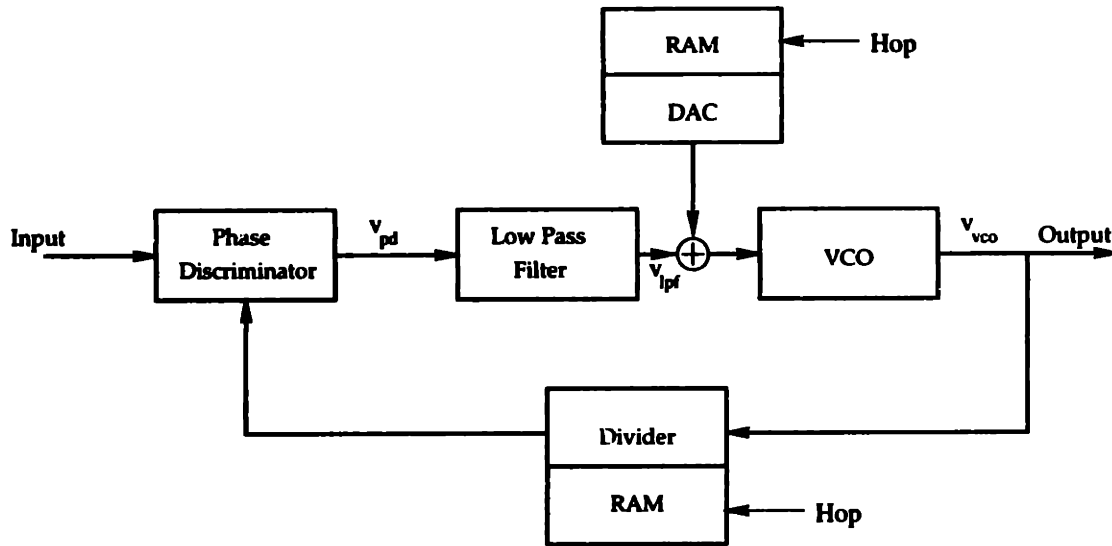 RAM
Hop
DAC
Input
Phase
Discriminator
v_pd
Low Pass
Filter
v_lpf
VCO
v_vco
Output
Divider
RAM
Hop